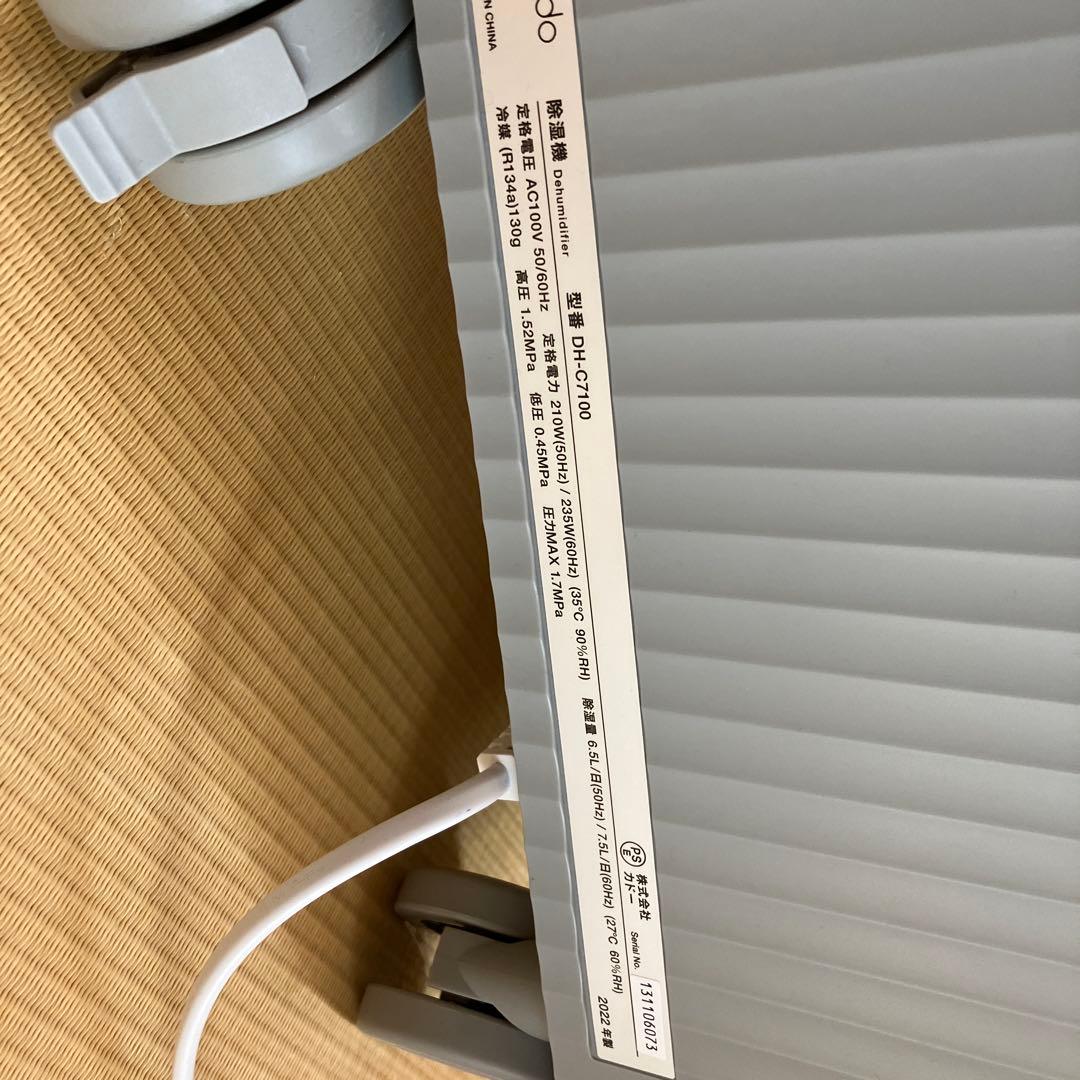 do
除湿機 Dehumidifier 型番 DH-C7100
PSE 株式会社カドー Serial No. 131106073
定格電圧 AC100V 50/60Hz 定格電力 210W(50Hz) / 235W(60Hz) (35°C 90%RH) 除湿量 6.5L/日(50Hz) / 7.5L/日(60Hz) (27°C 60%RH)
冷媒 (R134a)130g 高圧 1.52MPa 低圧 0.45MPa 圧力MAX 1.7MPa
2022年製
N CHINA